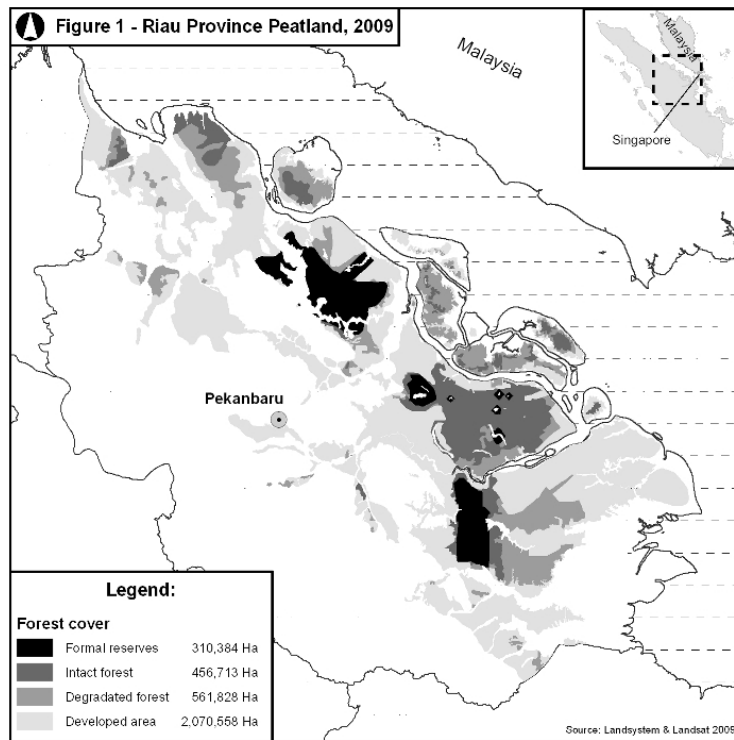 Figure 1 - Riau Province Peatland, 2009
Malaysia
Malaysia
Singapore
Pekanbaru
Legend:
Forest cover
Formal reserves 310,384 Ha
Intact forest 456,713 Ha
Degradated forest 561,828 Ha
Developed area 2,070,558 Ha
Source: Landsystem & Landsat 2009